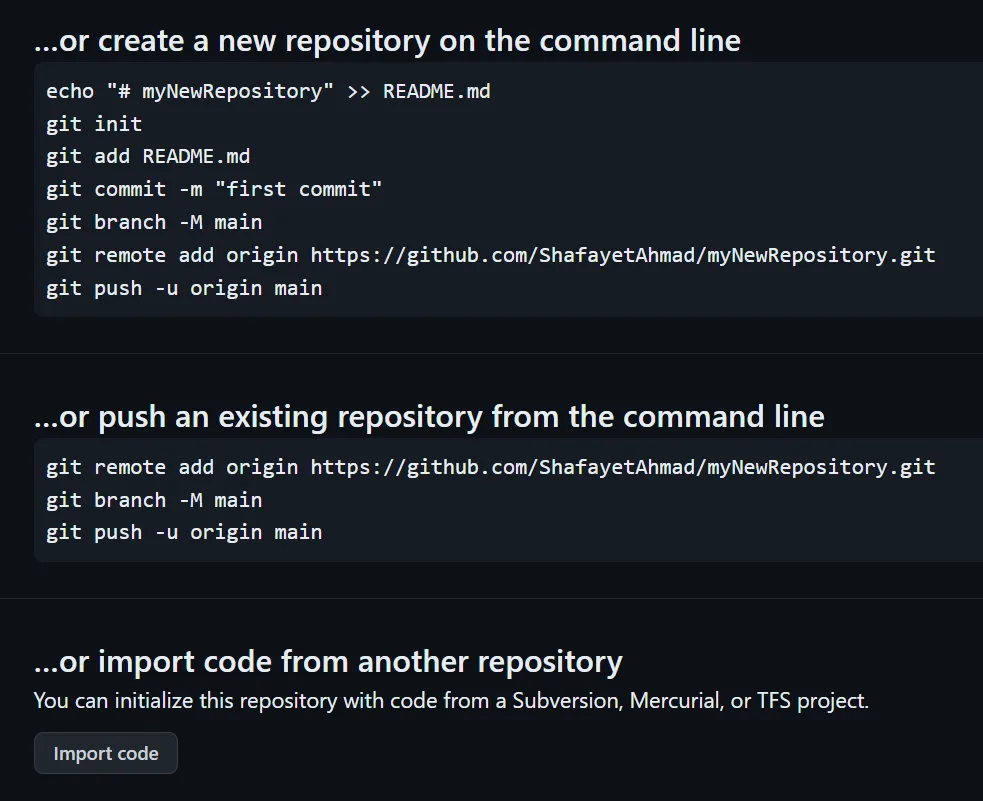 ...or create a new repository on the command line
echo "# myNewRepository" >> README.md
git init
git add README.md
git commit -m "first commit"
git branch -M main
git remote add origin https://github.com/ShafayetAhmad/myNewRepository.git
git push -u origin main
...or push an existing repository from the command line
git remote add origin https://github.com/ShafayetAhmad/myNewRepository.git
git branch -M main
git push -u origin main
...or import code from another repository
You can initialize this repository with code from a Subversion, Mercurial, or TFS project.
Import code